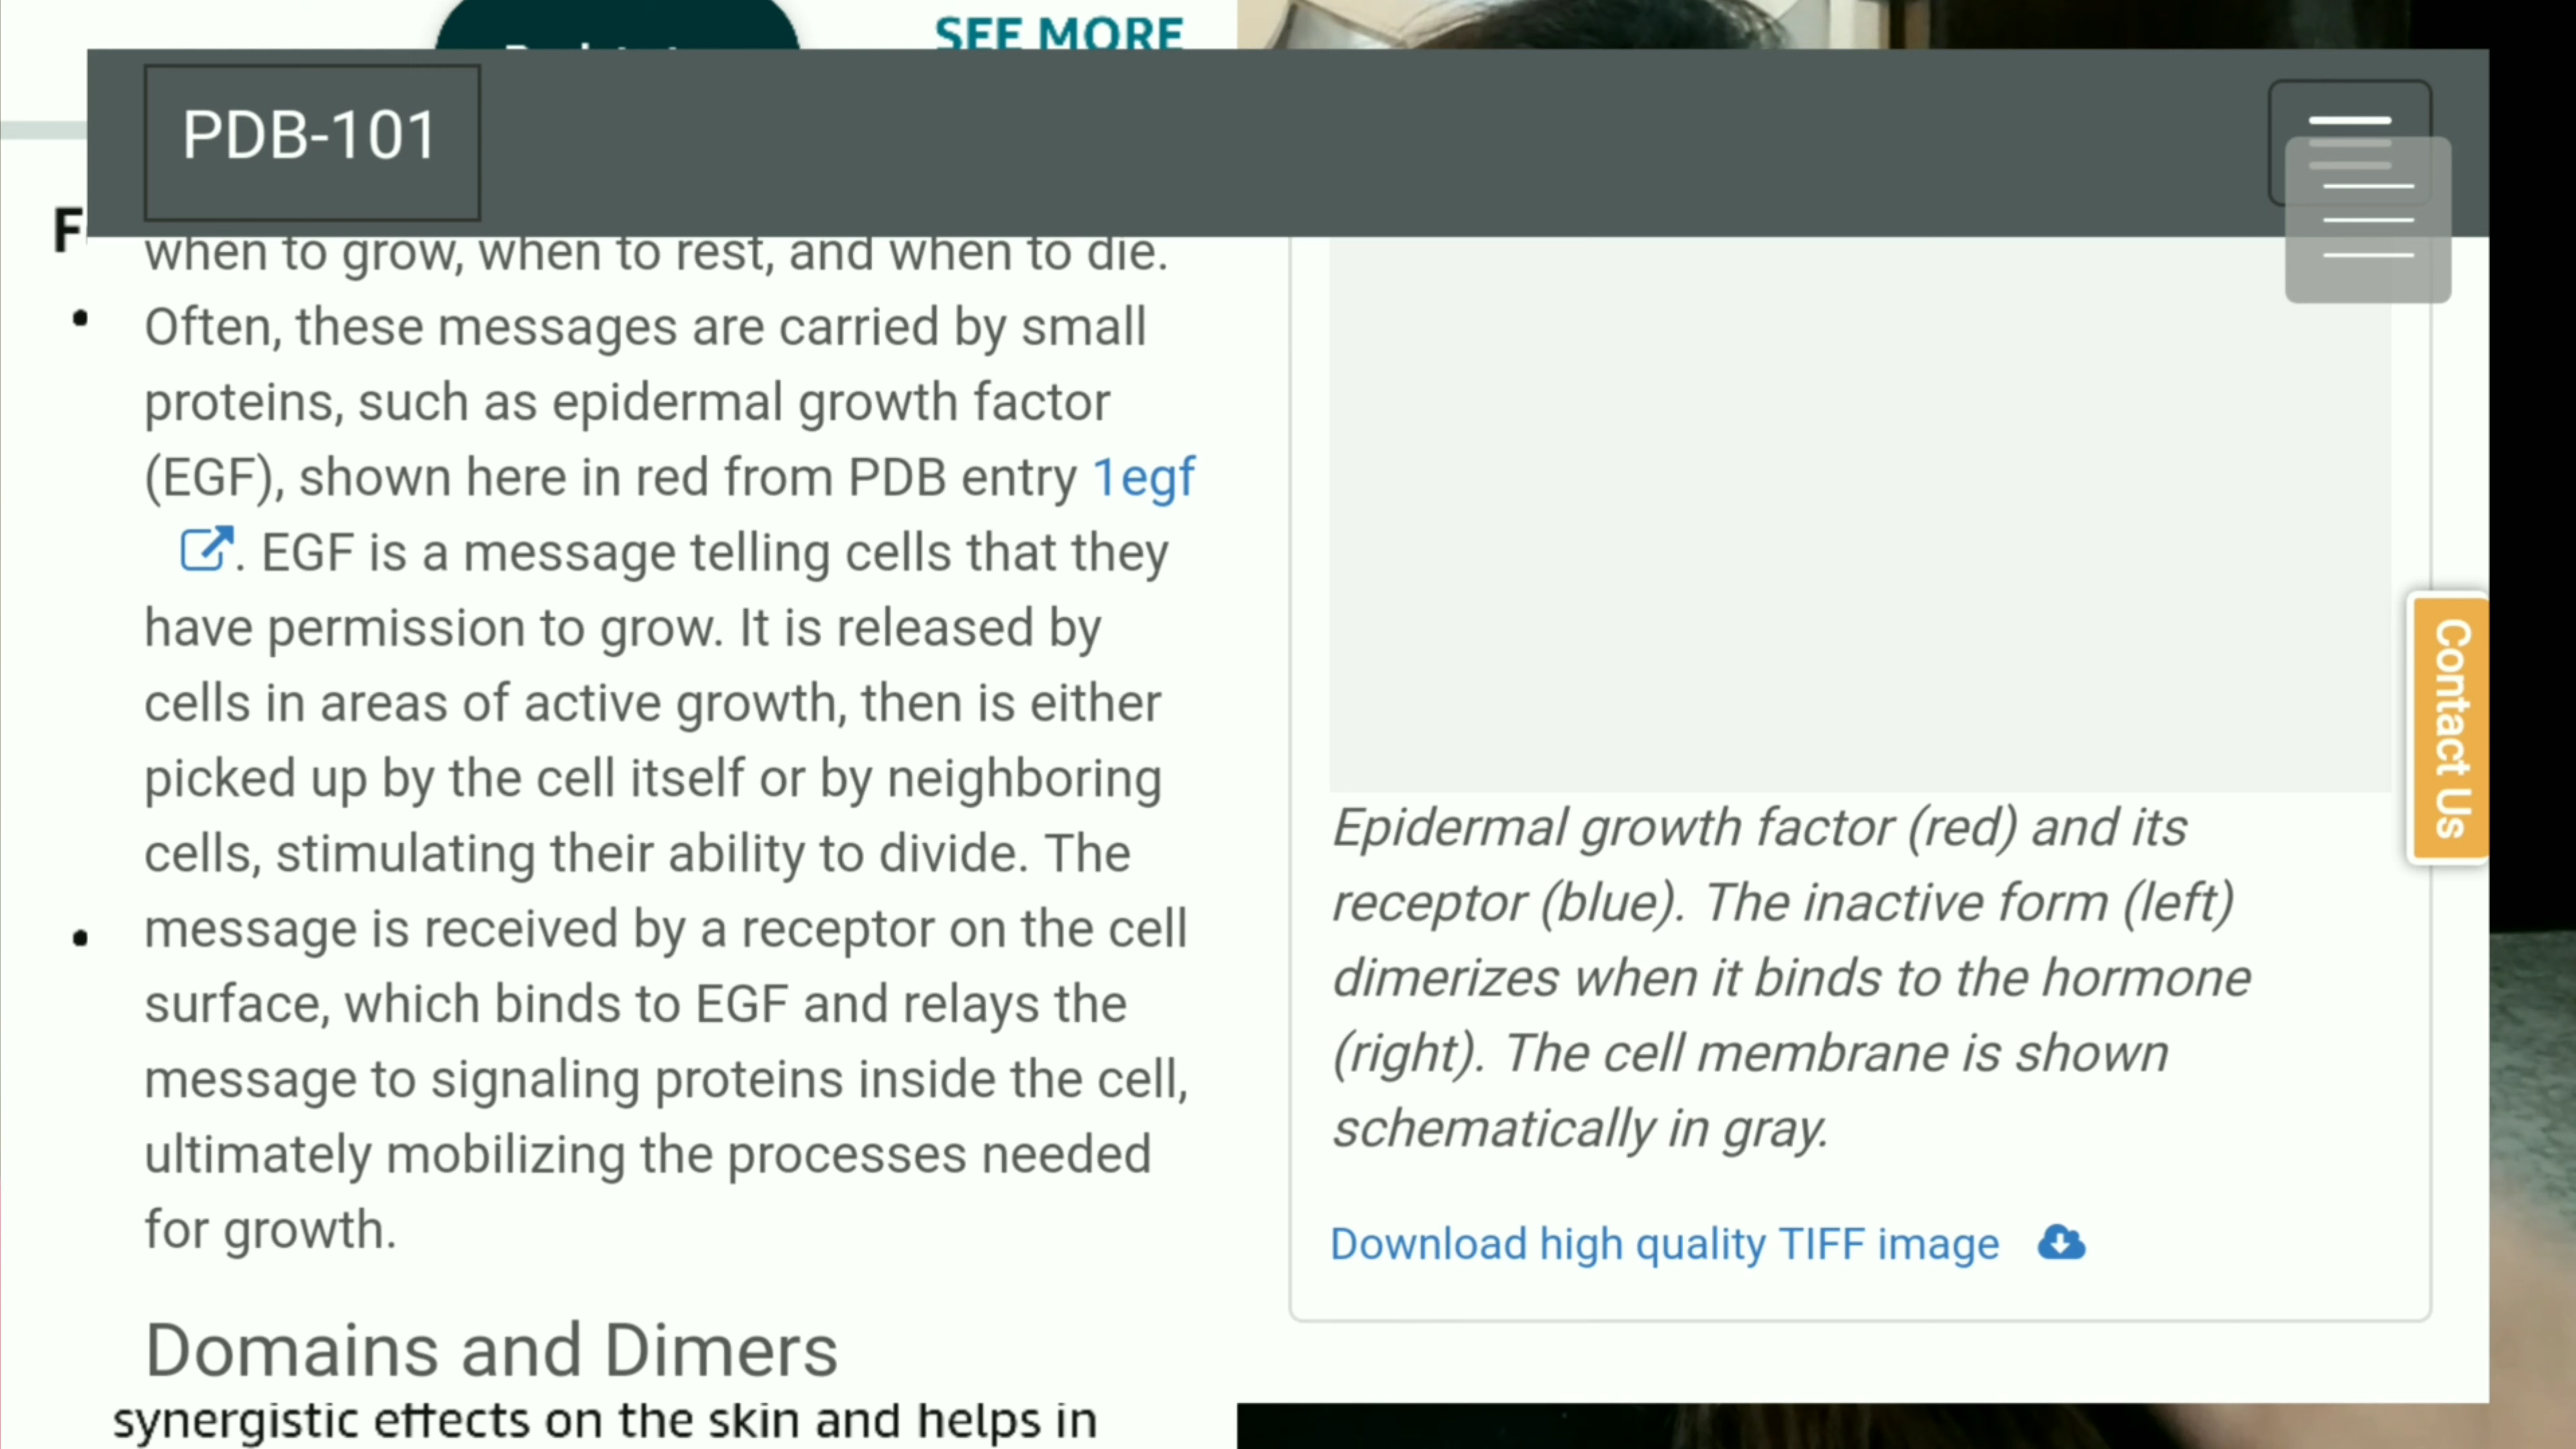 SEE MORE
PDB-101
F
when to grow, when to rest, and when to die.
Often, these messages are carried by small
proteins, such as epidermal growth factor
(EGF), shown here in red from PDB entry 1egf
. EGF is a message telling cells that they
have permission to grow. It is released by
cells in areas of active growth, then is either
picked up by the cell itself or by neighboring
cells, stimulating their ability to divide. The
message is received by a receptor on the cell
surface, which binds to EGF and relays the
message to signaling proteins inside the cell,
ultimately mobilizing the processes needed
for growth.
Domains and Dimers
synergistic effects on the skin and helps in
Epidermal growth factor (red) and its
receptor (blue). The inactive form (left)
dimerizes when it binds to the hormone
(right). The cell membrane is shown
schematically in gray.
Download high quality TIFF image
Contact Us